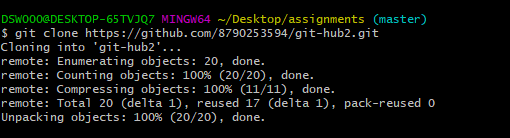 DSWOOO@DESKTOP-65TVJQ7 MINGW64 ~/Desktop/assignments (master)
$ git clone https://github.com/8790253594/git-hub2.git
Cloning into 'git-hub2'...
remote: Enumerating objects: 20, done.
remote: Counting objects: 100% (20/20), done.
remote: Compressing objects: 100% (11/11), done.
remote: Total 20 (delta 1), reused 17 (delta 1), pack-reused 0
Unpacking objects: 100% (20/20), done.